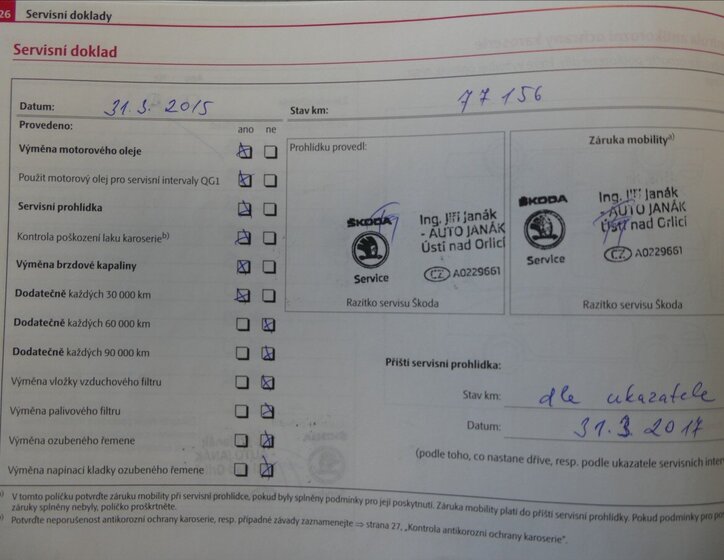 26 Servisní doklady
Servisní doklad
Datum: 31. 3. 2015 Stav km: 77 156
Provedeno: ano ne
Výměna motorového oleje
Použit motorový olej pro servisní intervaly QG1
Servisní prohlídka
Kontrola poškození laku karoserie b)
Výměna brzdové kapaliny
Dodatečně každých 30 000 km
Dodatečně každých 60 000 km
Dodatečně každých 90 000 km
Výměna vložky vzduchového filtru
Výměna palivového filtru
Výměna ozubeného řemene
Výměna napínací kladky ozubeného řemene
Prohlídku provedl:
ŠKODA
Service
Ing. Jiří Janák
- AUTO JANÁK
Ústí nad Orlicí
CZ A0229661
Razítko servisu Škoda
Záruka mobility a)
ŠKODA
Service
Ing. Jiří Janák
- AUTO JANÁK
Ústí nad Orlicí
CZ A0229661
Razítko servisu Škoda
Příští servisní prohlídka:
Stav km: dle ukazatele
Datum: 31. 3. 2017
(podle toho, co nastane dříve, resp. podle ukazatele servisních inter
a) V tomto políčku potvrďte záruku mobility při servisní prohlídce, pokud byly splněny podmínky pro její poskytnutí. Záruka mobility platí do příští servisní prohlídky. Pokud podmínky pro po
záruky splněny nebyly, políčko proškrtněte.
b) Potvrďte neporušenost antikorozní ochrany karoserie, resp. případné závady zaznamenejte ⇒ strana 27, „Kontrola antikorozní ochrany karoserie“.